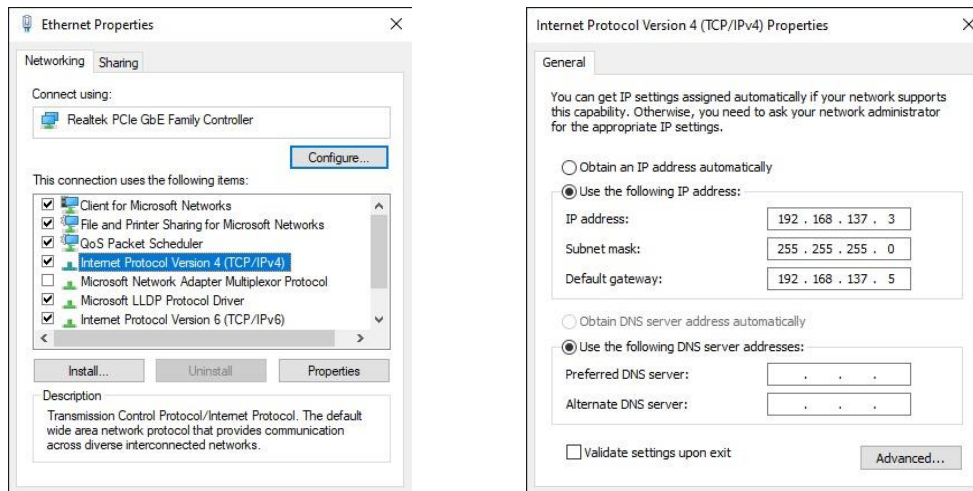 Ethernet Properties
Networking
Sharing
Connect using:
Realtek PCIe GbE Family Controller
Configure...
This connection uses the following items:
Client for Microsoft Networks
File and Printer Sharing for Microsoft Networks
QoS Packet Scheduler
Internet Protocol Version 4 (TCP/IPv4)
Microsoft Network Adapter Multiplexor Protocol
Microsoft LLDP Protocol Driver
Internet Protocol Version 6 (TCP/IPv6)
Install...
Uninstall
Properties
Description
Transmission Control Protocol/Internet Protocol. The default
wide area network protocol that provides communication
across diverse interconnected networks.
Internet Protocol Version 4 (TCP/IPv4) Properties
General
You can get IP settings assigned automatically if your network supports
this capability. Otherwise, you need to ask your network administrator
for the appropriate IP settings.
Obtain an IP address automatically
Use the following IP address:
IP address: 192 . 168 . 137 . 3
Subnet mask: 255 . 255 . 255 . 0
Default gateway: 192 . 168 . 137 . 5
Obtain DNS server address automatically
Use the following DNS server addresses:
Preferred DNS server: . . .
Alternate DNS server: . . .
Validate settings upon exit
Advanced...